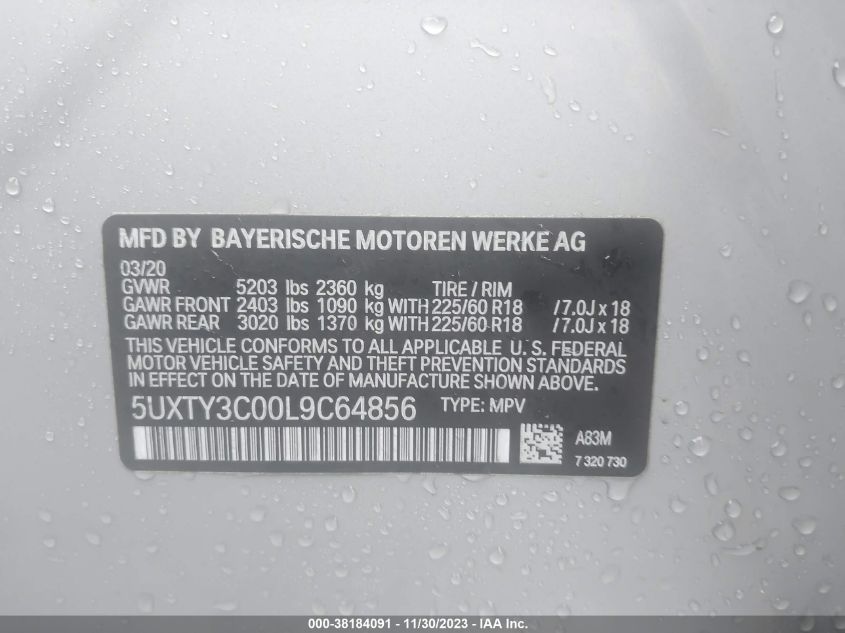 MFD BY BAYERISCHE MOTOREN WERKE AG
03/20
GVWR 5203 lbs 2360 kg TIRE / RIM
GAWR FRONT 2403 lbs 1090 kg WITH 225/60 R18 / 7.0J x 18
GAWR REAR 3020 lbs 1370 kg WITH 225/60 R18 / 7.0J x 18
THIS VEHICLE CONFORMS TO ALL APPLICABLE U. S. FEDERAL
MOTOR VEHICLE SAFETY AND THEFT PREVENTION STANDARDS
IN EFFECT ON THE DATE OF MANUFACTURE SHOWN ABOVE.
5UXTY3C00L9C64856 TYPE: MPV
A83M
7 320 730
000-38184091 - 11/30/2023 - IAA Inc.